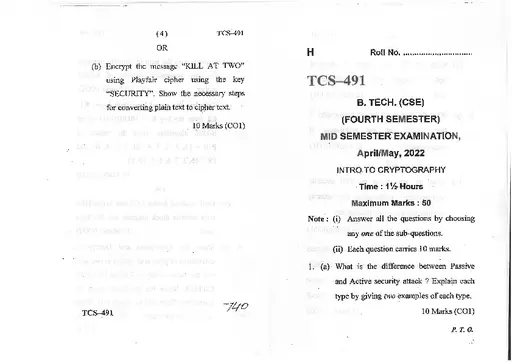 ( 4 ) TCS–491
OR
(b) Encrypt the message "KILL AT TWO"
using Playfair cipher using the key
"SECURITY". Show the necessary steps
for converting plain text to cipher text.
10 Marks (CO1)
TCS–491
740
H Roll No. ..............................
TCS–491
B. TECH. (CSE)
(FOURTH SEMESTER)
MID SEMESTER EXAMINATION,
April/May, 2022
INTRO TO CRYPTOGRAPHY
Time : 1½ Hours
Maximum Marks : 50
Note : (i) Answer all the questions by choosing
any one of the sub-questions.
(ii) Each question carries 10 marks.
1. (a) What is the difference between Passive
and Active security attack ? Explain each
type by giving two examples of each type.
10 Marks (CO1)
P. T. O.